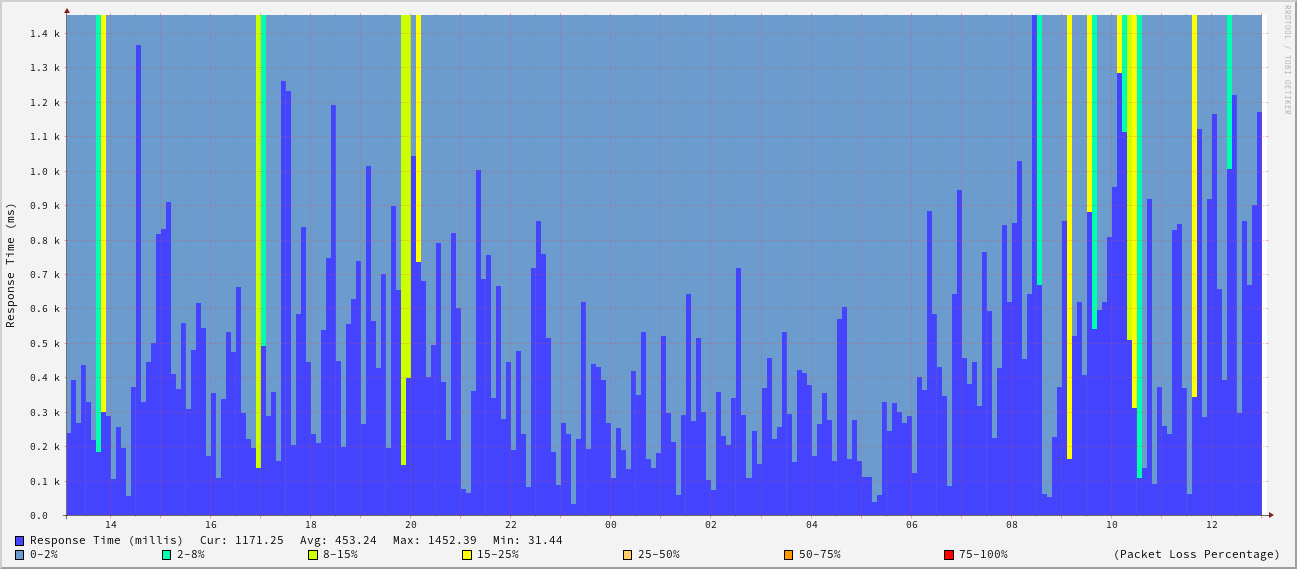 RRDTOOL / TOBI OETIKER
Response Time (ms)
1.4 k
1.3 k
1.2 k
1.1 k
1.0 k
0.9 k
0.8 k
0.7 k
0.6 k
0.5 k
0.4 k
0.3 k
0.2 k
0.1 k
0.0
14 16 18 20 22 00 02 04 06 08 10 12
Response Time (millis) Cur: 1171.25 Avg: 453.24 Max: 1452.39 Min: 31.44
0-2% 2-8% 8-15% 15-25% 25-50% 50-75% 75-100% (Packet Loss Percentage)